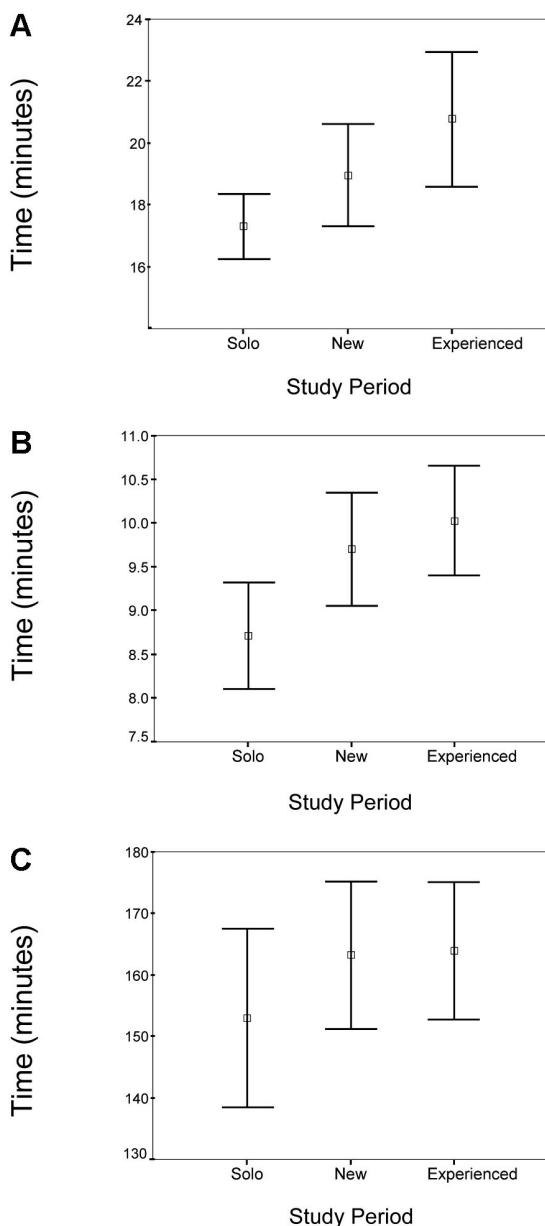 A
Time (minutes)
24
22
20
18
16
Solo New Experienced
Study Period
B
Time (minutes)
11.0
10.5
10.0
9.5
9.0
8.5
8.0
7.5
Solo New Experienced
Study Period
C
Time (minutes)
180
170
160
150
140
130
Solo New Experienced
Study Period